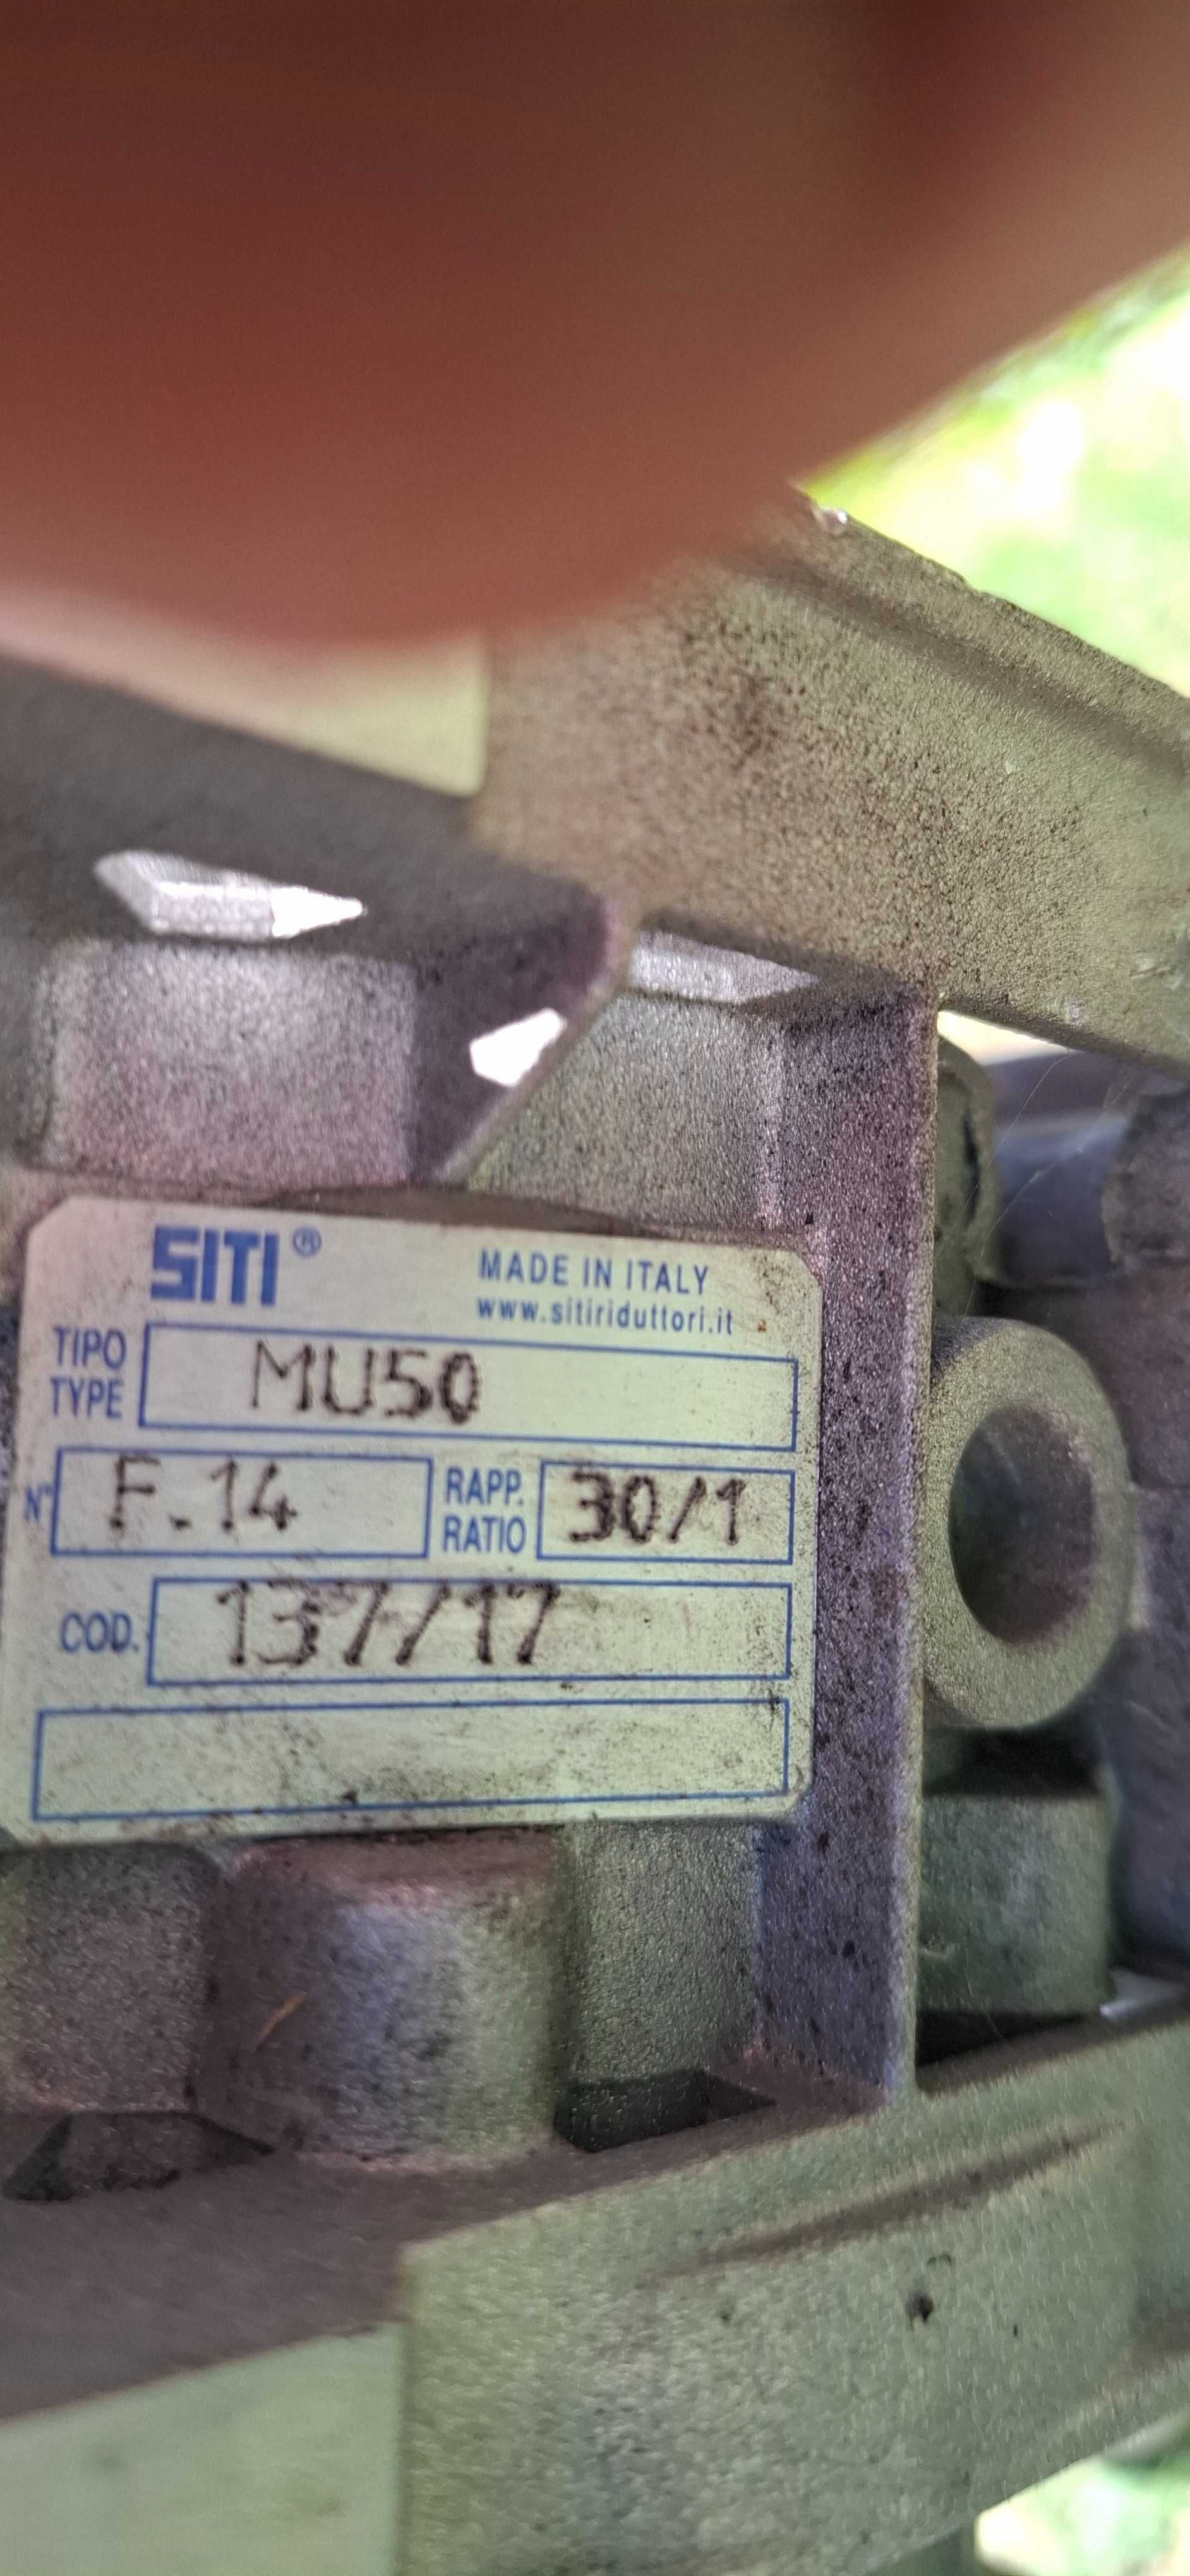 SITI ® MADE IN ITALY
www.sitiriduttori.it
TIPO
TYPE MU50
N° F.14 RAPP.
RATIO 30/1
COD. 137/17